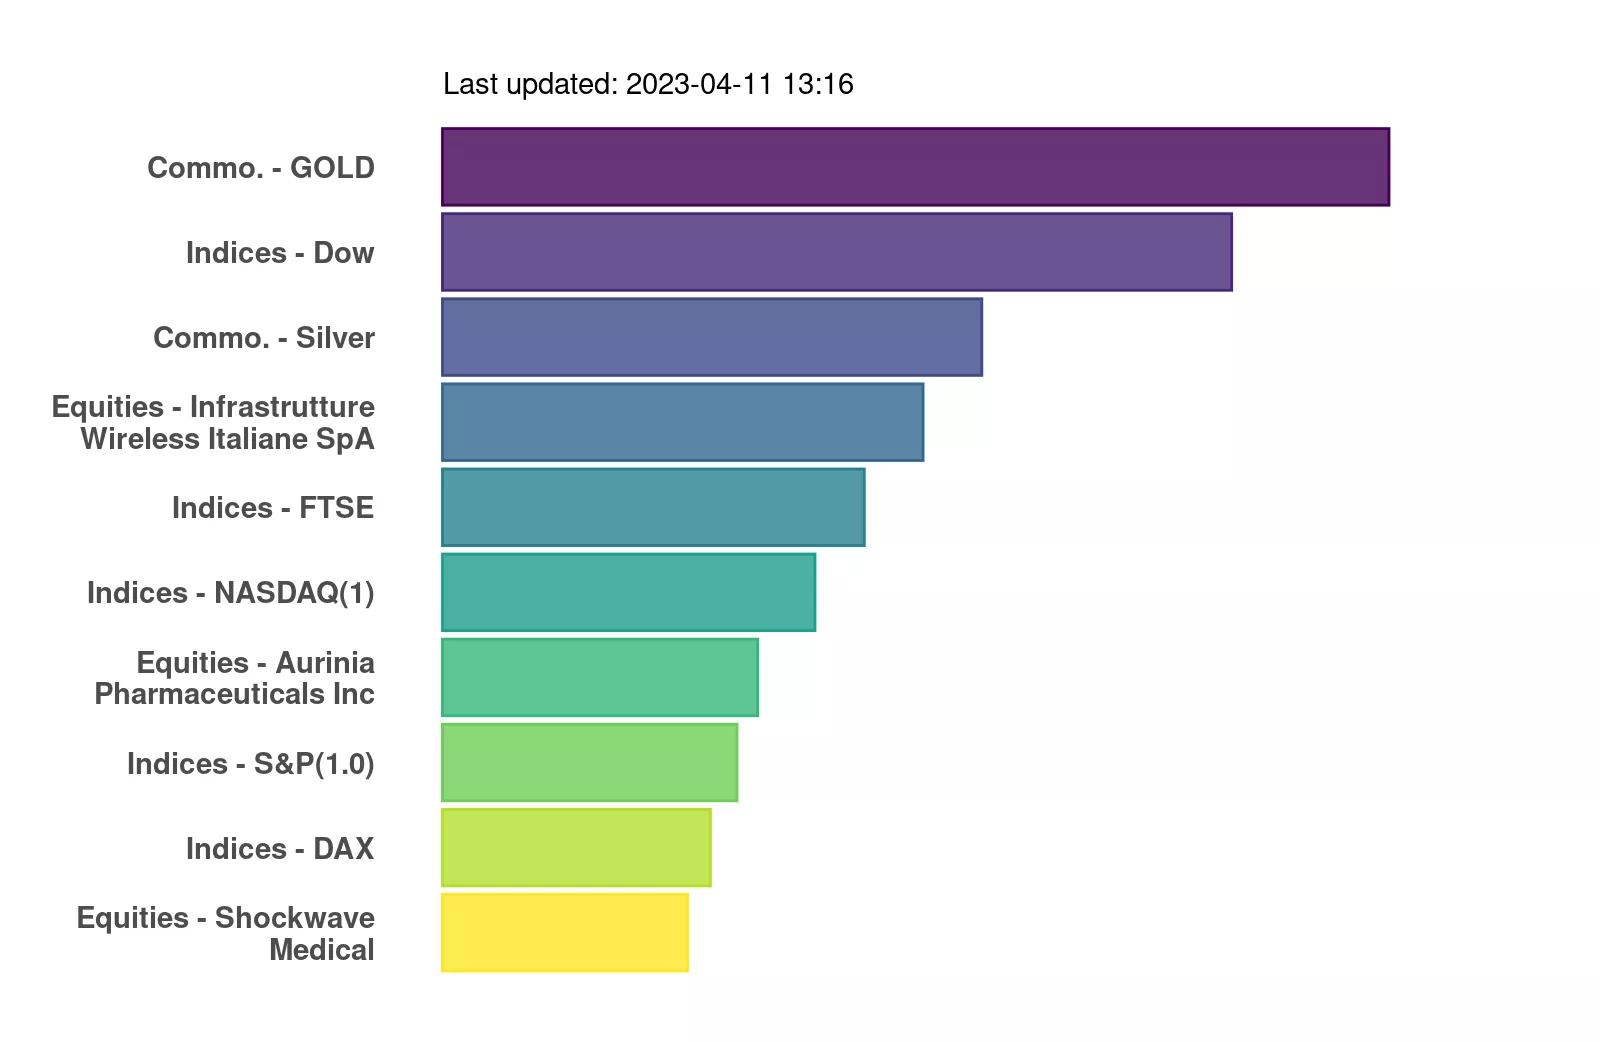 Last updated: 2023-04-11 13:16
Commo. - GOLD
Indices - Dow
Commo. - Silver
Equities - Infrastrutture
Wireless Italiane SpA
Indices - FTSE
Indices - NASDAQ(1)
Equities - Aurinia
Pharmaceuticals Inc
Indices - S&P(1.0)
Indices - DAX
Equities - Shockwave
Medical